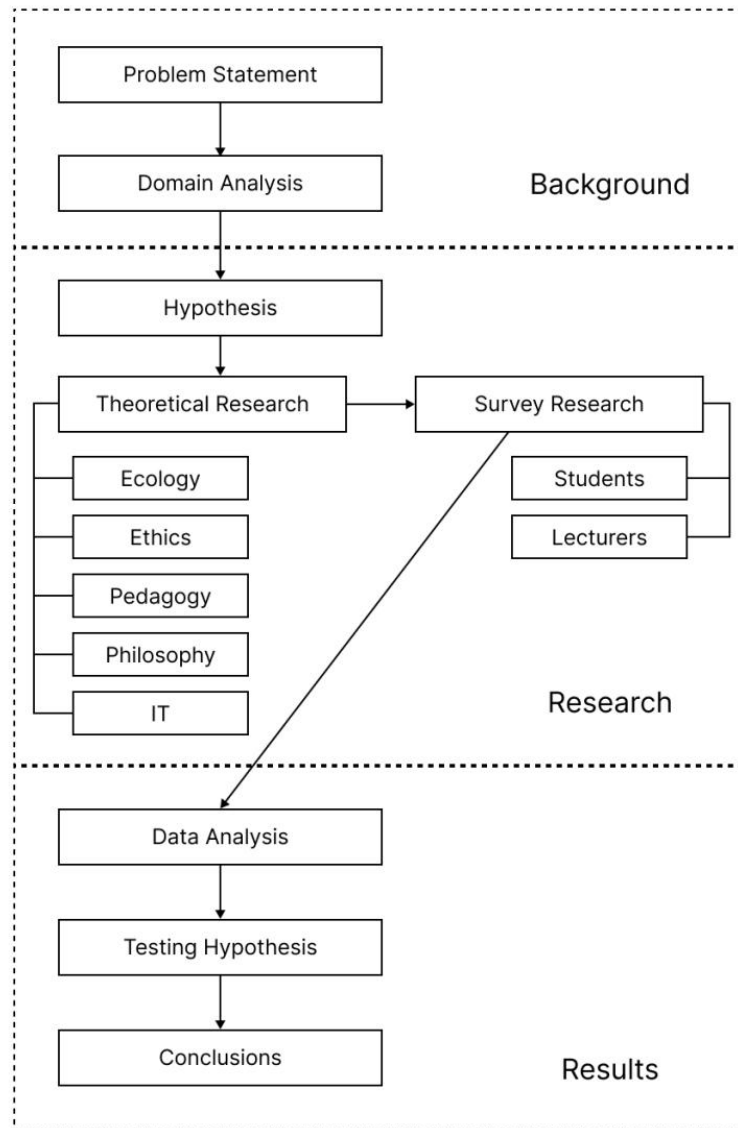 Problem Statement
Domain Analysis
Background
Hypothesis
Theoretical Research
Survey Research
Ecology
Students
Ethics
Lecturers
Pedagogy
Philosophy
IT
Research
Data Analysis
Testing Hypothesis
Conclusions
Results